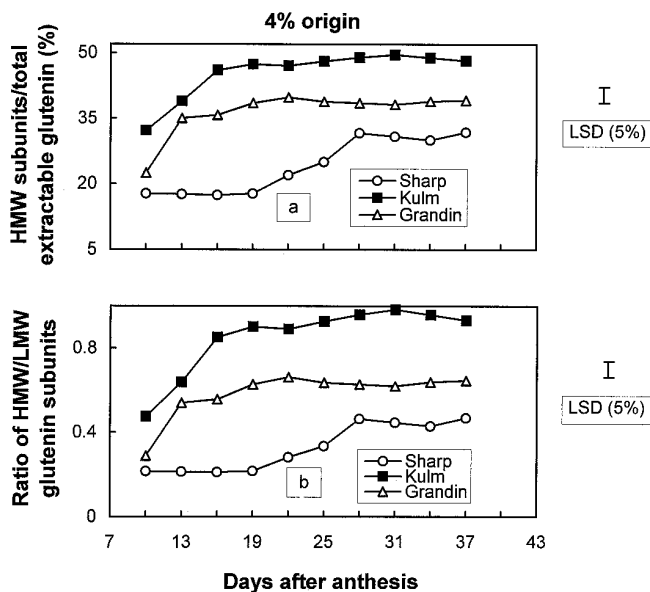 4% origin
HMW subunits/total
extractable glutenin (%)
50
35
20
5
Sharp
Kulm
Grandin
a
LSD (5%)
Ratio of HMW/LMW
glutenin subunits
0.8
0.4
0
Sharp
Kulm
Grandin
b
LSD (5%)
7 13 19 25 31 37 43
Days after anthesis